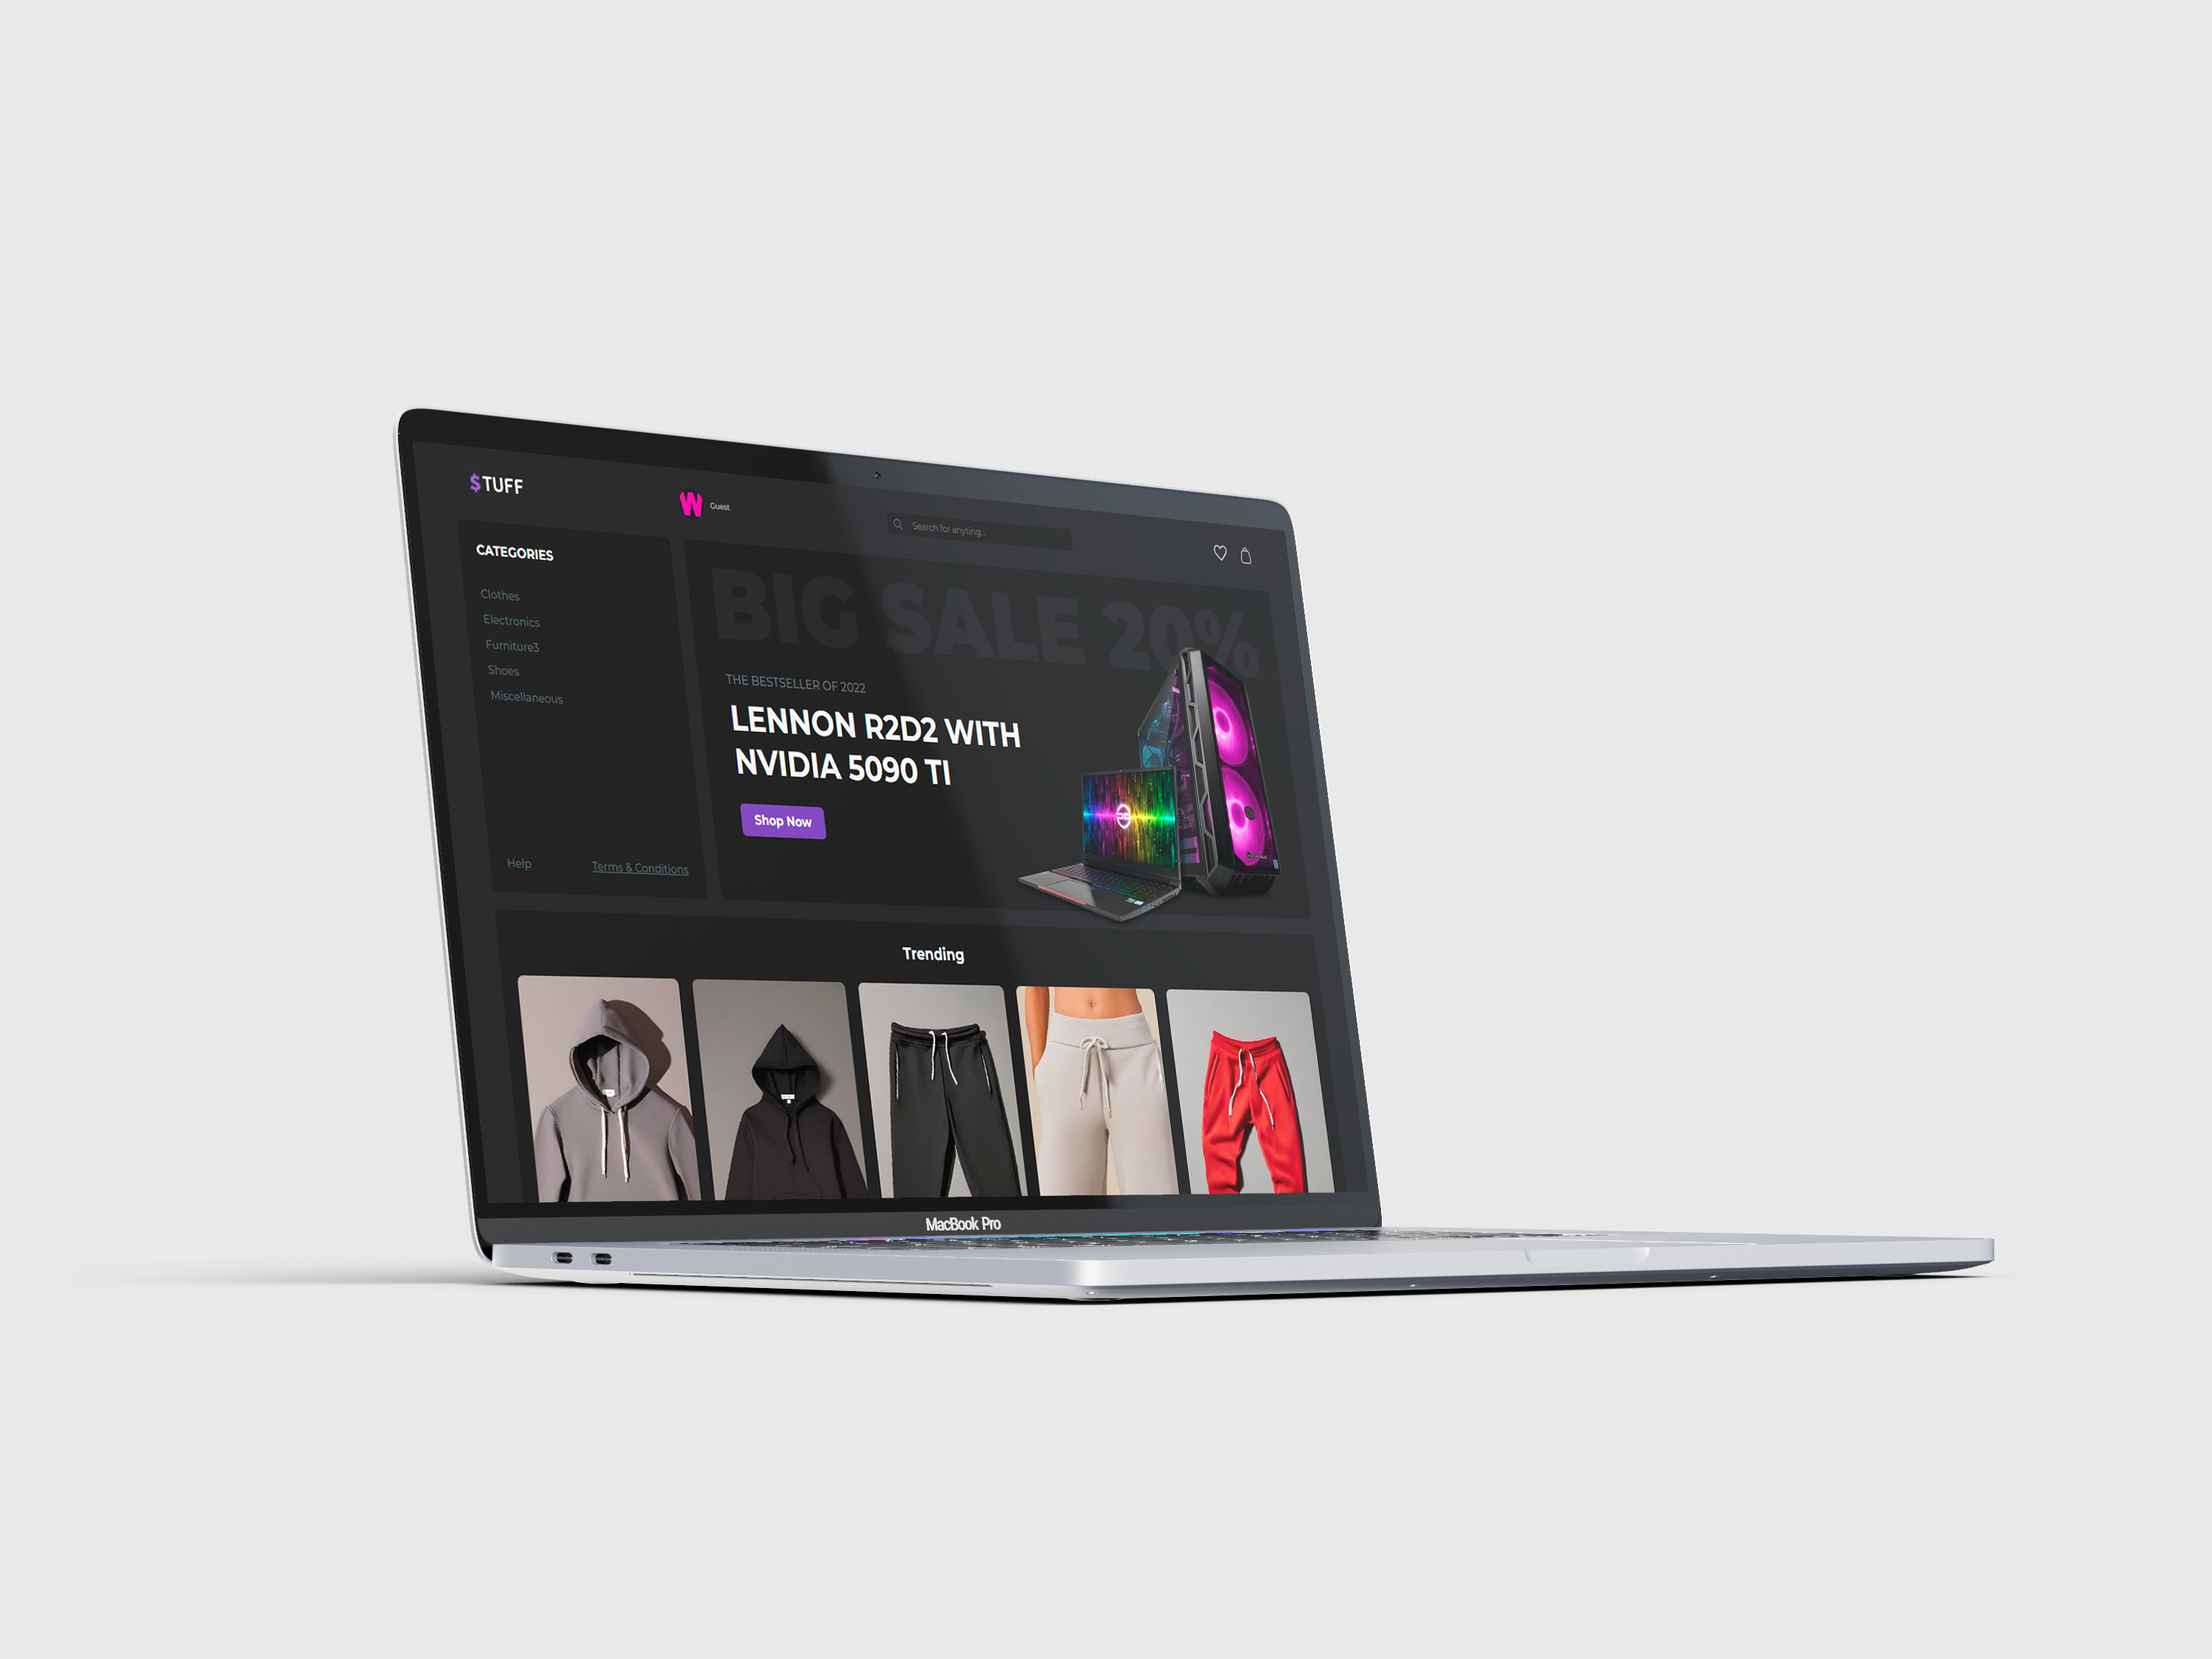 $TUFF
W Guest
Search for anyting...
CATEGORIES
Clothes
Electronics
Furniture3
Shoes
Miscellaneous
Help
Terms & Conditions
BIG SALE 20%
THE BESTSELLER OF 2022
LENNON R2D2 WITH
NVIDIA 5090 TI
Shop Now
Trending
MacBook Pro